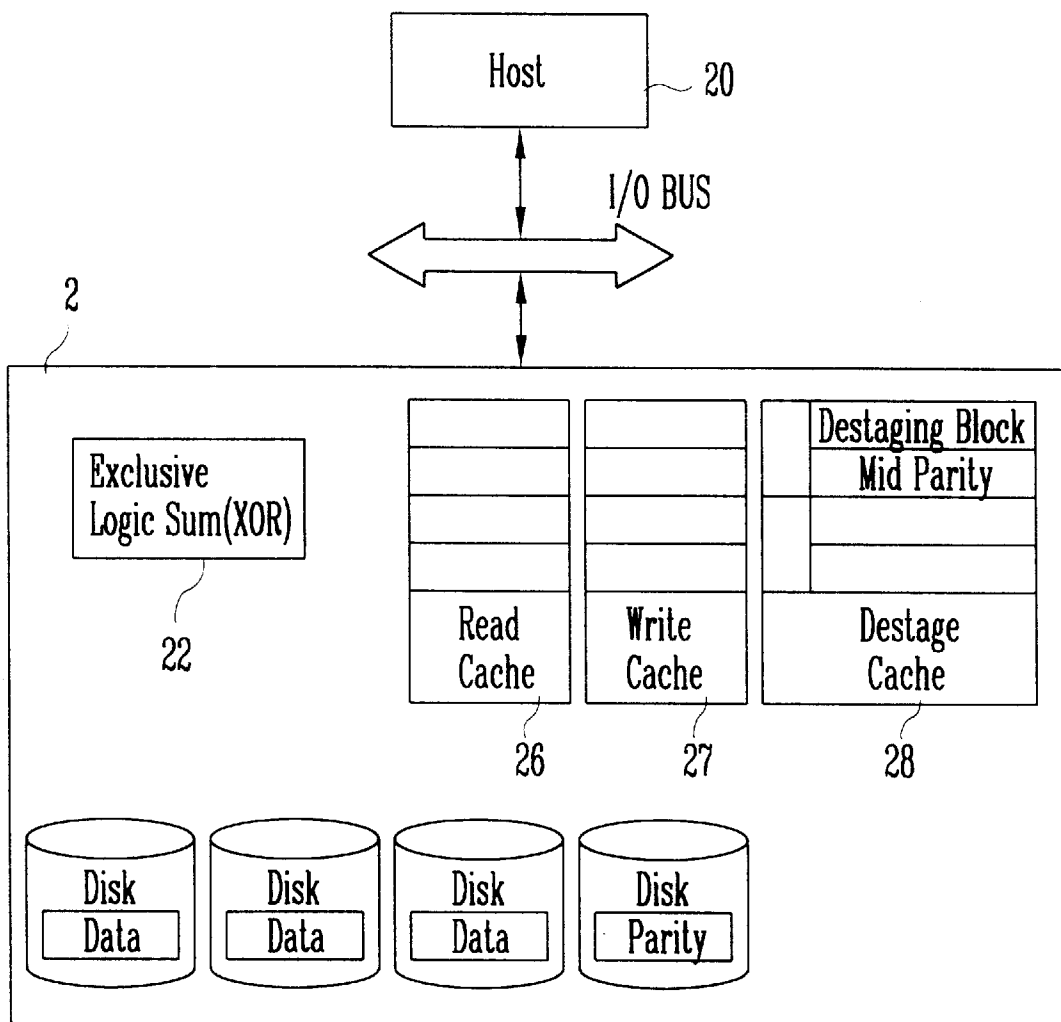 Host
20
I/O BUS
2
Exclusive
Logic Sum(XOR)
22
Destaging Block
Mid Parity
Read
Cache
Write
Cache
Destage
Cache
26
27
28
Disk
Data
Disk
Data
Disk
Data
Disk
Parity